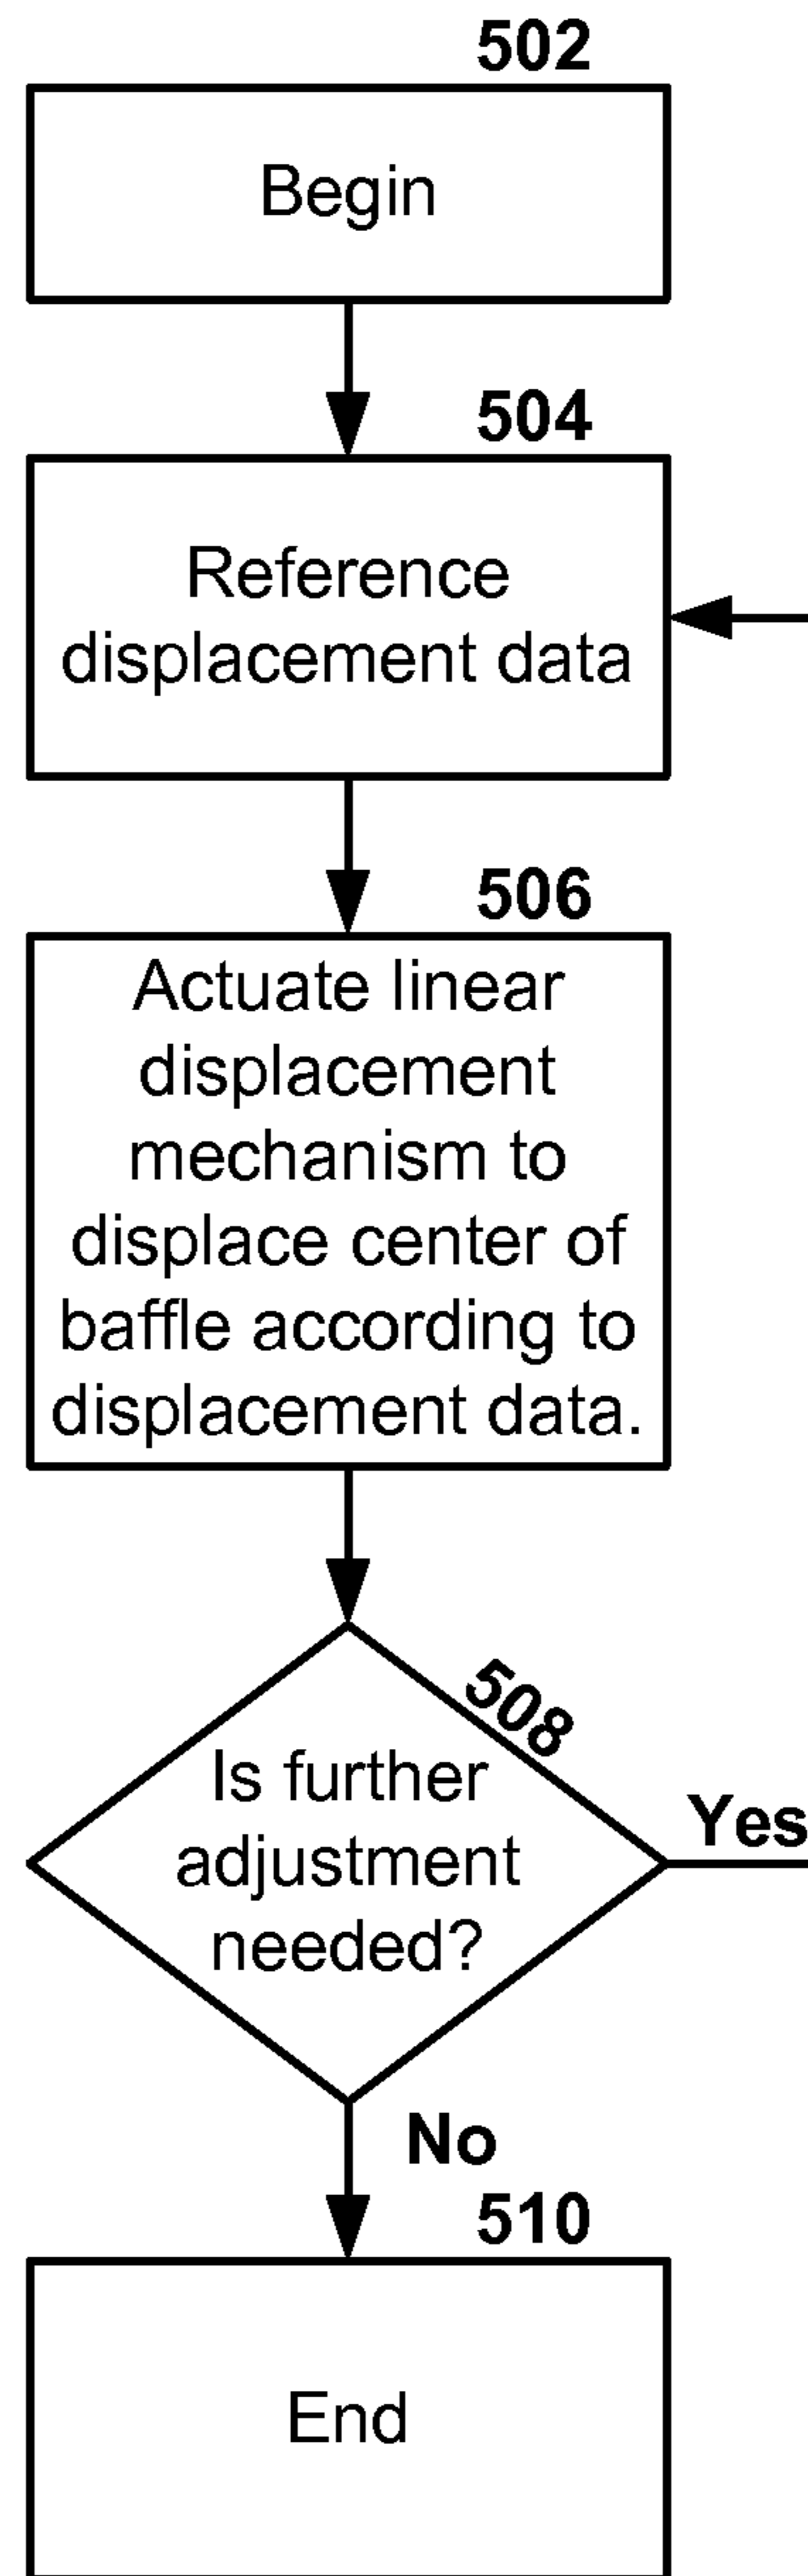 502
Begin
504
Reference
displacement data
506
Actuate linear
displacement
mechanism to
displace center of
baffle according to
displacement data.
508
Is further
adjustment
needed?
Yes
No
510
End